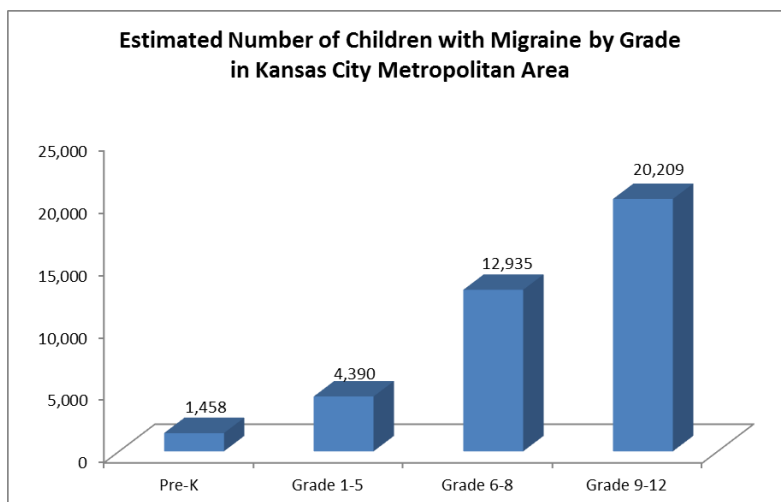 Estimated Number of Children with Migraine by Grade
in Kansas City Metropolitan Area
25,000
20,000
15,000
10,000
5,000
0
1,458
4,390
12,935
20,209
Pre-K
Grade 1-5
Grade 6-8
Grade 9-12